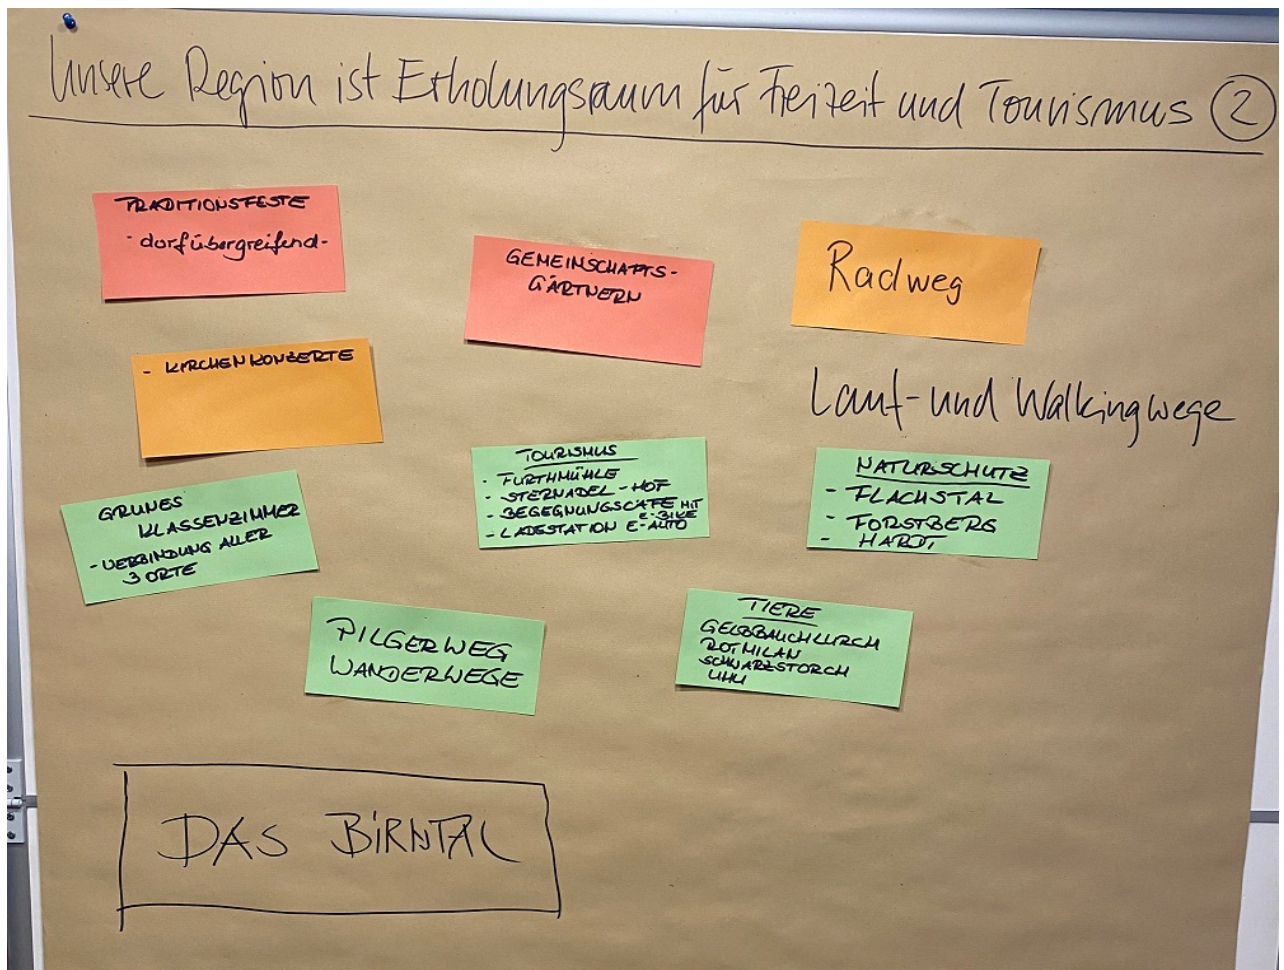 Unsere Region ist Erholungsraum für Freizeit und Tourismus ②
TRADITIONSFESTE
- dorfübergreifend -
GEMEINSCHAFTS-
GÄRTNERN
Radweg
- KIRCHENKONZERTE
Lauf- und Walkingwege
GRÜNES
KLASSENZIMMER
- VERBINDUNG ALLER
3 ORTE
TOURISMUS
- FURTHMÜHLE
- STERNADEL-HOF
- BEGEGNUNGSCAFE MIT
E-BIKE
- LADESTATION E-AUTO
NATURSCHUTZ
- FLACHSTAL
- FORSTBERG
- HARDT
PILGERWEG
WANDERWEGE
TIERE
GELBBAUCHLURCH
ROTMILAN
SCHWARZSTORCH
UHU
DAS BIRNTAL